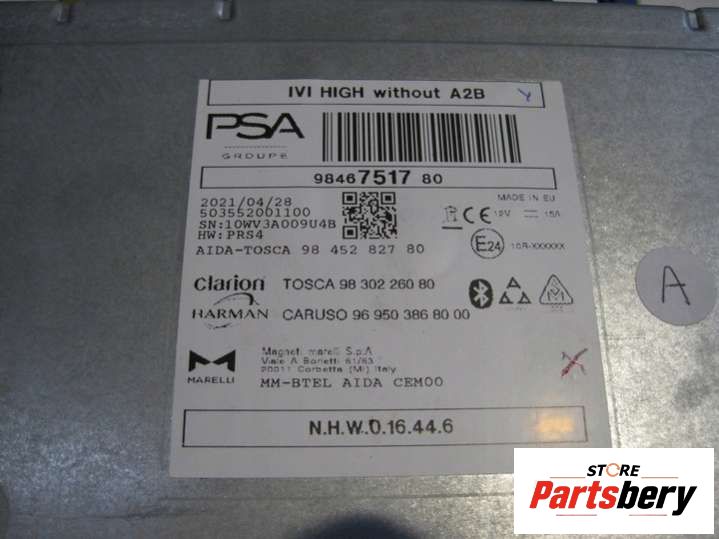 IVI HIGH without A2B
Y
PSA
GROUPE
98467517 80
2021/04/28
503552001100
SN:10WV3A009U4B
HW:PRS4
MADE IN EU
12V 15A
E24
10R-XXXXXX
AIDA-TOSCA 98 452 827 80
Clarion TOSCA 98 302 260 80
HARMAN CARUSO 96 950 386 80 00
MARELLI
Magneti marelli S.p.A
Viale A Borletti 61/63
20011 Corbetta (MI) Italy
MM-BTEL AIDA CEM00
N.H.W.0.16.44.6
A
STORE
Partsbery